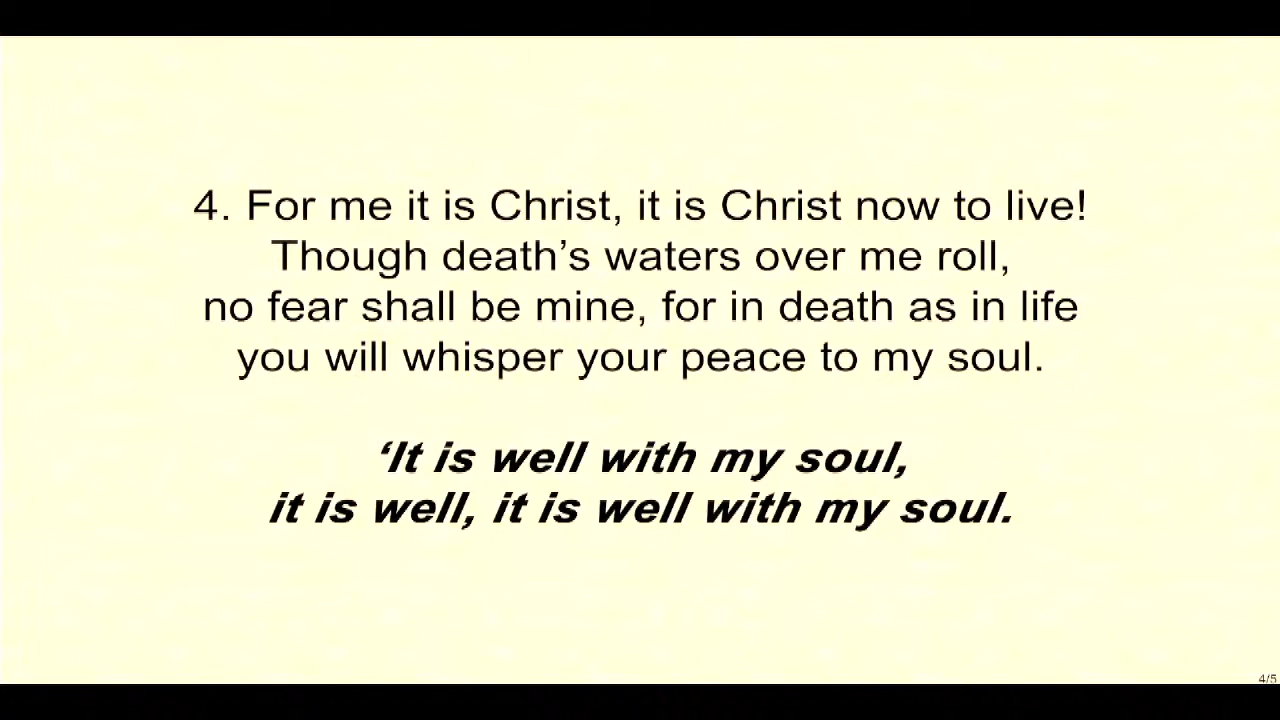 4. For me it is Christ, it is Christ now to live!
Though death’s waters over me roll,
no fear shall be mine, for in death as in life
you will whisper your peace to my soul.
‘It is well with my soul,
it is well, it is well with my soul.
4/5